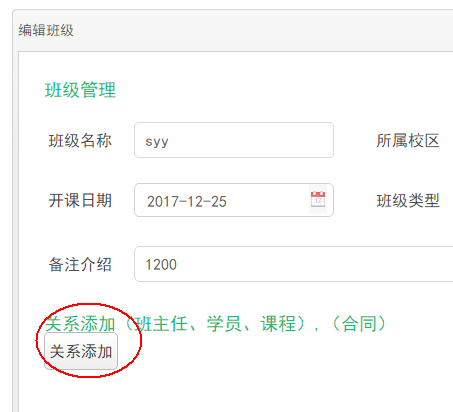 编辑班级
班级管理
班级名称 syy 所属校区
开课日期 2017-12-25 班级类型
备注介绍 1200
关系添加（班主任、学员、课程），（合同）
关系添加